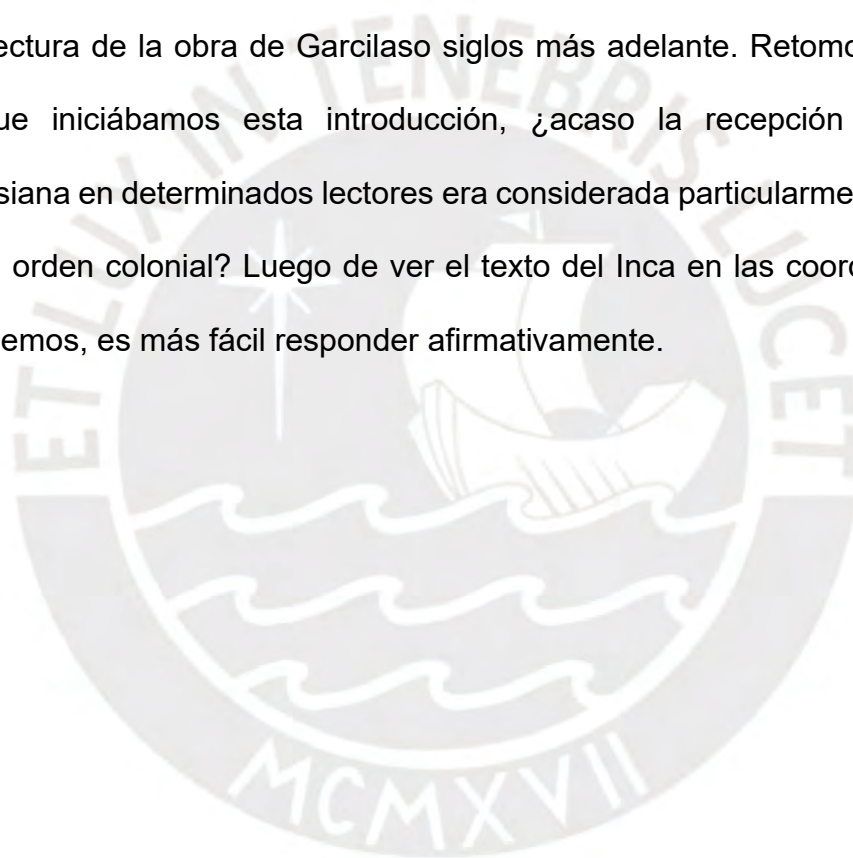 ectura de la obra de Garcilaso siglos más adelante. Retomo
ue iniciábamos esta introducción, ¿acaso la recepción
siana en determinados lectores era considerada particularme
orden colonial? Luego de ver el texto del Inca en las coor
emos, es más fácil responder afirmativamente.
ET LUX IN TENEBRIS LUCET
MCMXVII